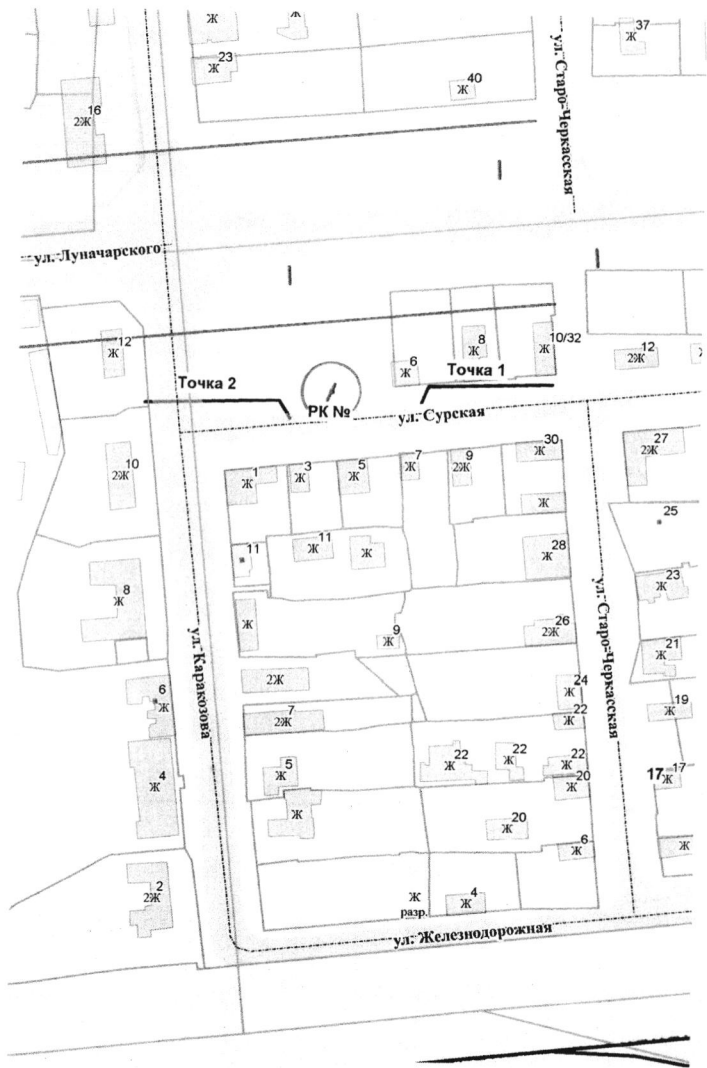 Ж
Ж
37
Ж
23
Ж
40
Ж
ул. Старо-Черкасская
16
2Ж
ул. Луначарского
12
Ж
6
Ж
8
Ж
10/32
Ж
12
2Ж
Точка 2
Точка 1
РК №
ул. Сурская
10
2Ж
1
Ж
3
Ж
5
Ж
7
Ж
9
2Ж
30
Ж
27
2Ж
Ж
25
11
11
Ж
Ж
28
Ж
8
Ж
23
Ж
Ж
9
Ж
26
2Ж
21
Ж
ул. Каракозова
ул. Старо-Черкасская
6
Ж
2Ж
24
Ж
7
2Ж
22
Ж
19
Ж
4
Ж
5
Ж
22
Ж
22
Ж
22
Ж
20
Ж
17
17
Ж
Ж
20
Ж
6
Ж
Ж
2
2Ж
Ж
разр.
4
Ж
ул. Железнодорожная